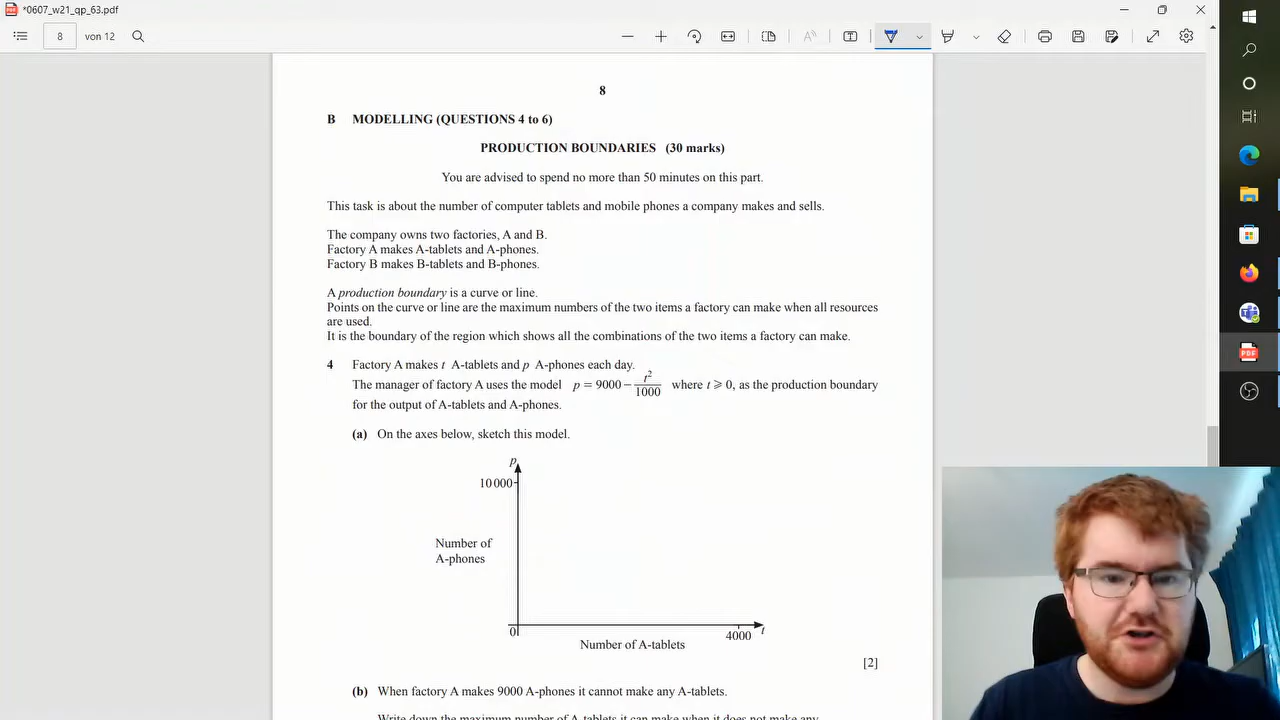 *0607_w21_qp_63.pdf
8 von 12
8
B MODELLING (QUESTIONS 4 to 6)
PRODUCTION BOUNDARIES (30 marks)
You are advised to spend no more than 50 minutes on this part.
This task is about the number of computer tablets and mobile phones a company makes and sells.
The company owns two factories, A and B.
Factory A makes A-tablets and A-phones.
Factory B makes B-tablets and B-phones.
A production boundary is a curve or line.
Points on the curve or line are the maximum numbers of the two items a factory can make when all resources
are used.
It is the boundary of the region which shows all the combinations of the two items a factory can make.
4 Factory A makes t A-tablets and p A-phones each day.
The manager of factory A uses the model p = 9000 − t²/1000 where t ⩾ 0, as the production boundary
for the output of A-tablets and A-phones.
(a) On the axes below, sketch this model.
p
10 000
Number of
A-phones
0
4000 t
Number of A-tablets
[2]
(b) When factory A makes 9000 A-phones it cannot make any A-tablets.
Write down the maximum number of A-tablets it can make when it does not make any